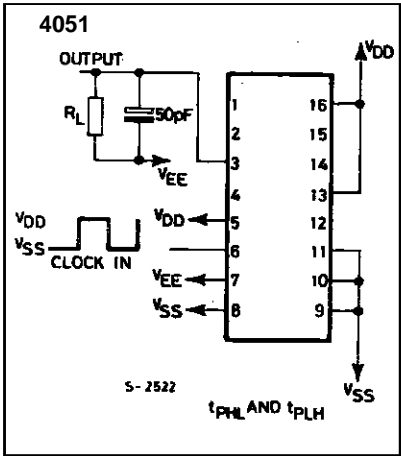 4051
OUTPUT
RL
50pF
VEE
VDD
1 16
2 15
3 14
4 13
VDD 5 12
VDD
VSS
CLOCK IN
6 11
VEE 7 10
VSS 8 9
VSS
S-2522
tPHL AND tPLH